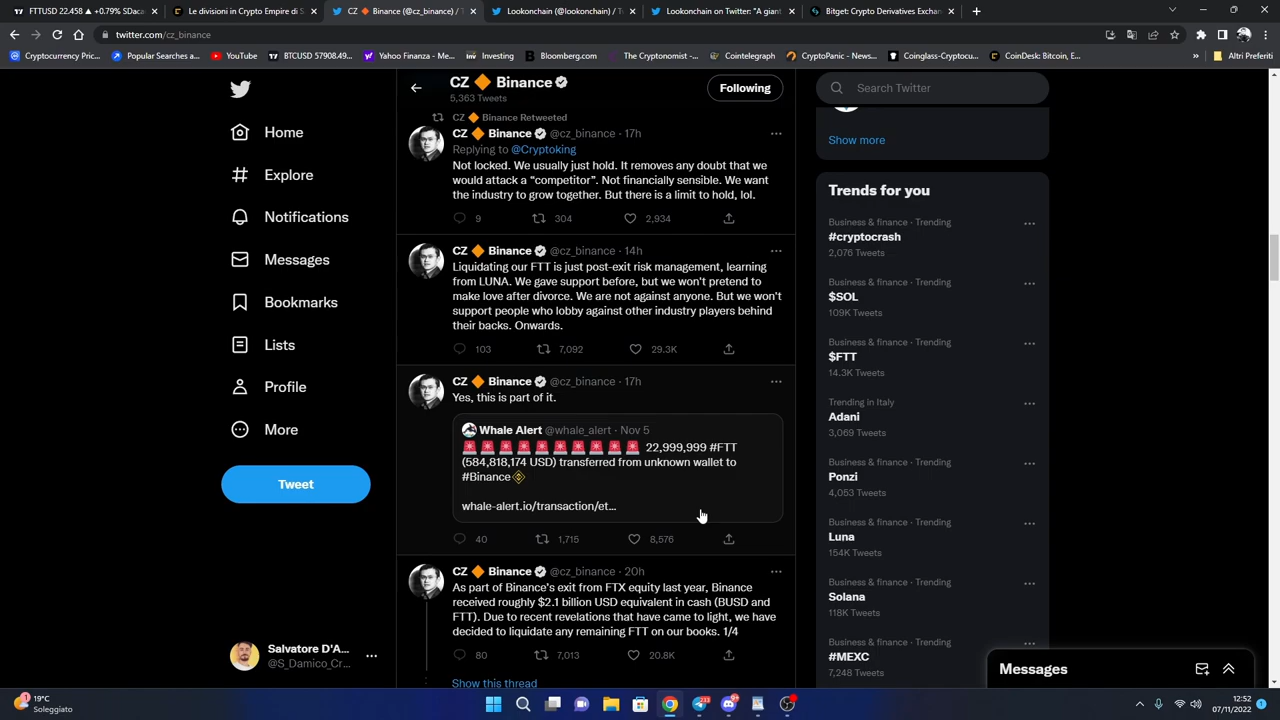 FTTUSD 22.458 ▲ +0.79% SDaca
Le divisioni in Crypto Empire di S
CZ 🔶 Binance (@cz_binance) / T
Lookonchain (@lookonchain) / Tw
Lookonchain on Twitter: "A giant
Bitget: Crypto Derivatives Exchan
twitter.com/cz_binance
Cryptocurrency Pric...
Popular Searches a...
YouTube
BTCUSD 57908.49...
Yahoo Finanza - Me...
Investing
Bloomberg.com
The Cryptonomist -...
Cointelegraph
CryptoPanic - News...
Coinglass-Cryptocu...
CoinDesk: Bitcoin, E...
»
Altri Preferiti
Home
Explore
Notifications
Messages
Bookmarks
Lists
Profile
More
Tweet
Salvatore D'A...
@S_Damico_Cr...
CZ 🔶 Binance
5,363 Tweets
Following
CZ 🔶 Binance Retweeted
CZ 🔶 Binance @cz_binance · 17h
Replying to @Cryptoking
Not locked. We usually just hold. It removes any doubt that we
would attack a “competitor”. Not financially sensible. We want
the industry to grow together. But there is a limit to hold, lol.
9 304 2,934
CZ 🔶 Binance @cz_binance · 14h
Liquidating our FTT is just post-exit risk management, learning
from LUNA. We gave support before, but we won't pretend to
make love after divorce. We are not against anyone. But we won't
support people who lobby against other industry players behind
their backs. Onwards.
103 7,092 29.3K
CZ 🔶 Binance @cz_binance · 17h
Yes, this is part of it.
Whale Alert @whale_alert · Nov 5
🚨🚨🚨🚨🚨🚨🚨🚨🚨🚨 22,999,999 #FTT
(584,818,174 USD) transferred from unknown wallet to
#Binance
whale-alert.io/transaction/et...
40 1,715 8,576
CZ 🔶 Binance @cz_binance · 20h
As part of Binance's exit from FTX equity last year, Binance
received roughly $2.1 billion USD equivalent in cash (BUSD and
FTT). Due to recent revelations that have came to light, we have
decided to liquidate any remaining FTT on our books. 1/4
80 7,013 20.8K
Show this thread
Search Twitter
Show more
Trends for you
Business & finance · Trending
#cryptocrash
2,076 Tweets
Business & finance · Trending
$SOL
109K Tweets
Business & finance · Trending
$FTT
14.3K Tweets
Trending in Italy
Adani
3,069 Tweets
Business & finance · Trending
Ponzi
4,053 Tweets
Business & finance · Trending
Luna
154K Tweets
Business & finance · Trending
Solana
118K Tweets
Business & finance · Trending
#MEXC
7,248 Tweets
Messages
19°C
Soleggiato
12:52
07/11/2022